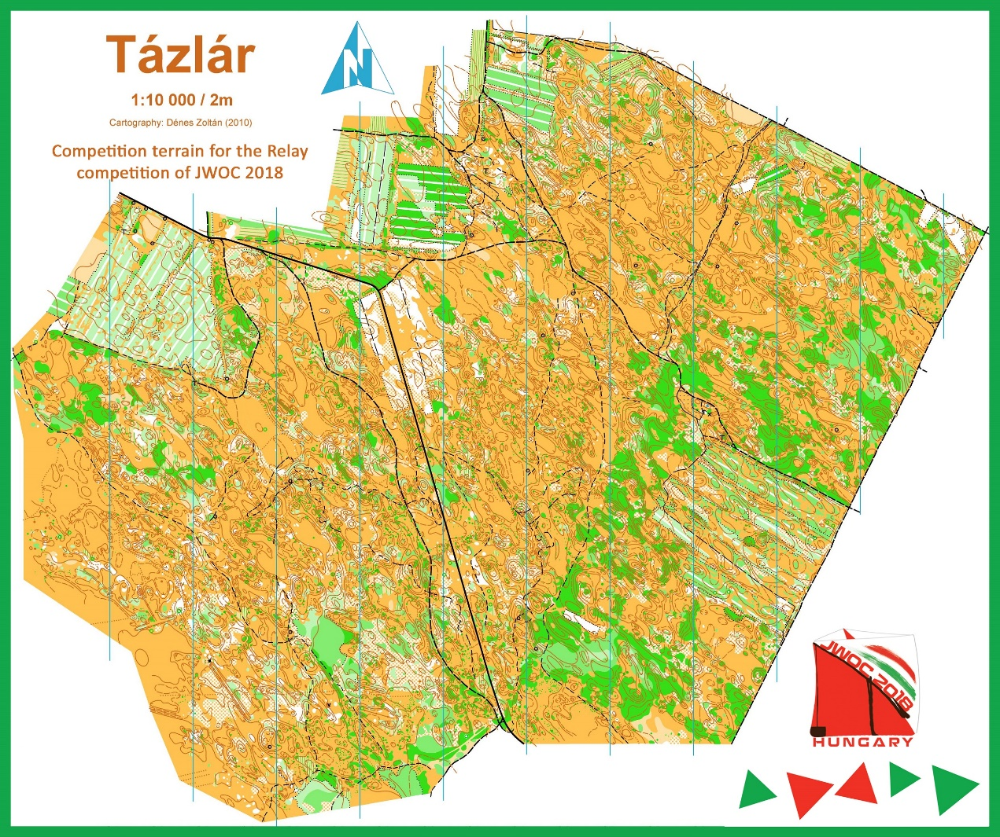 Tázlár
1:10 000 / 2m
Cartography: Dénes Zoltán (2010)
Competition terrain for the Relay
competition of JWOC 2018
N
JWOC 2018
HUNGARY